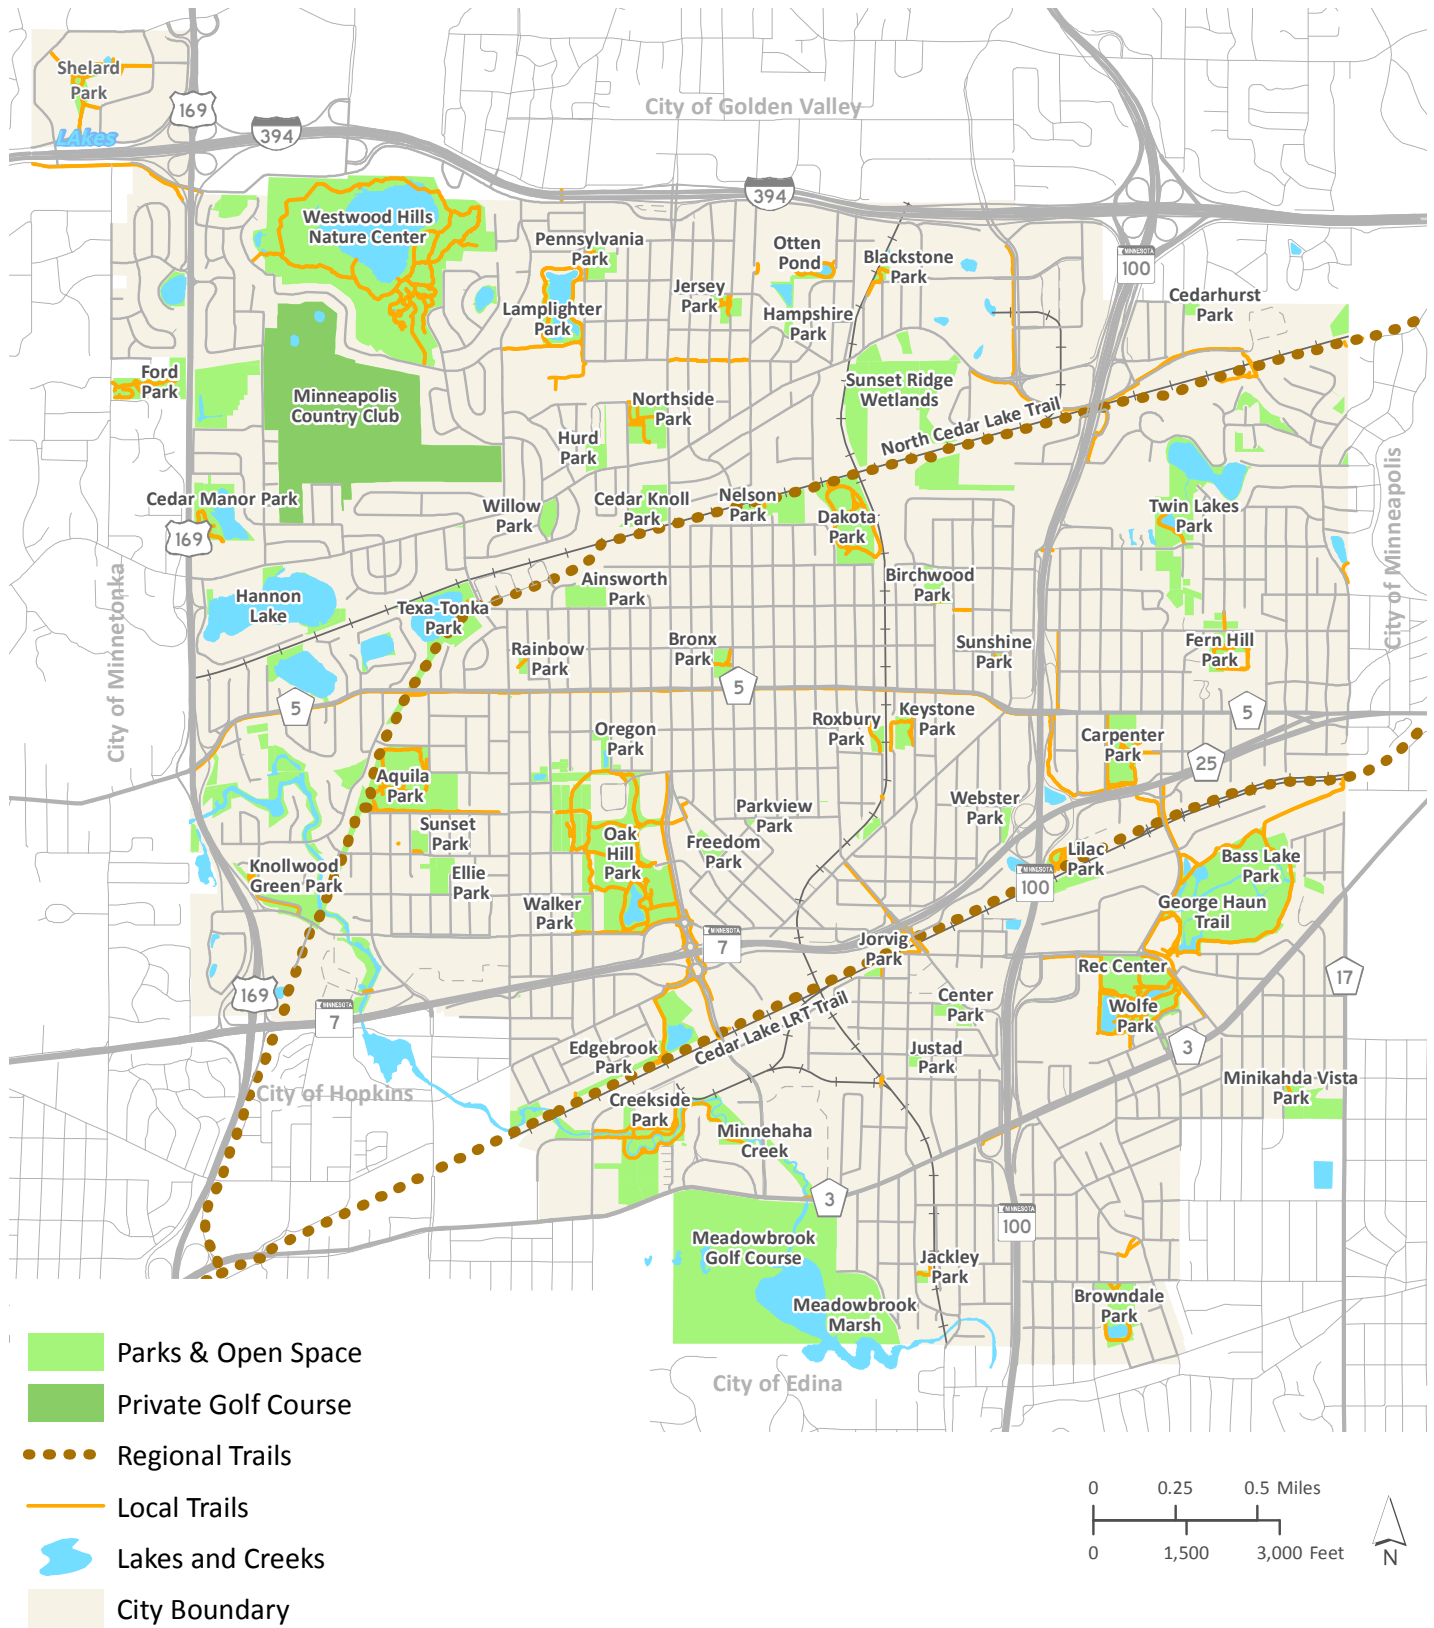 Shelard
Park
LAkes
169
394
City of Golden Valley
394
Westwood Hills
Nature Center
Pennsylvania
Park
Otten
Pond
Blackstone
Park
MINNESOTA
100
Jersey
Park
Cedarhurst
Park
Lamplighter
Park
Hampshire
Park
Ford
Park
Minneapolis
Country Club
Sunset Ridge
Wetlands
Northside
Park
North Cedar Lake Trail
Hurd
Park
City of Minneapolis
Cedar Manor Park
Willow
Park
Cedar Knoll
Park
Nelson
Park
Dakota
Park
Twin Lakes
Park
169
City of Minnetonka
Hannon
Lake
Texa-Tonka
Park
Ainsworth
Park
Birchwood
Park
Rainbow
Park
Bronx
Park
Sunshine
Park
Fern Hill
Park
5
5
5
Oregon
Park
Roxbury
Park
Keystone
Park
Carpenter
Park
25
Aquila
Park
Parkview
Park
Webster
Park
Sunset
Park
Oak
Hill
Park
Freedom
Park
Lilac
Park
Bass Lake
Park
Knollwood
Green Park
Ellie
Park
MINNESOTA
100
George Haun
Trail
Walker
Park
MINNESOTA
7
Jorvig
Park
Rec Center
17
169
MINNESOTA
7
Center
Park
Wolfe
Park
Cedar Lake LRT Trail
3
Edgebrook
Park
Justad
Park
Minikahda Vista
Park
City of Hopkins
Creekside
Park
Minnehaha
Creek
3
MINNESOTA
100
Meadowbrook
Golf Course
Jackley
Park
Meadowbrook
Marsh
Browndale
Park
City of Edina
Parks & Open Space
Private Golf Course
Regional Trails
Local Trails
Lakes and Creeks
City Boundary
0 0.25 0.5 Miles
0 1,500 3,000 Feet
N